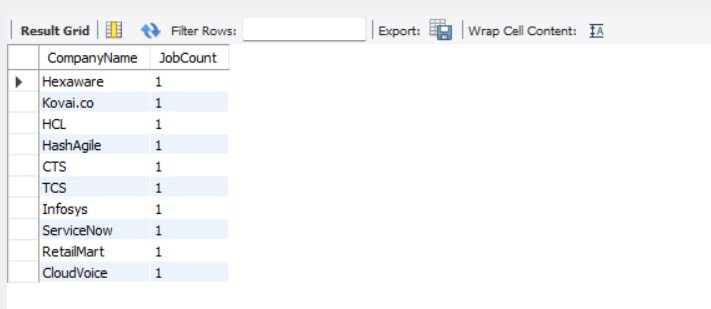 Result Grid Filter Rows: Export: Wrap Cell Content: IA
CompanyName JobCount
Hexaware 1
Kovai.co 1
HCL 1
HashAgile 1
CTS 1
TCS 1
Infosys 1
ServiceNow 1
RetailMart 1
CloudVoice 1